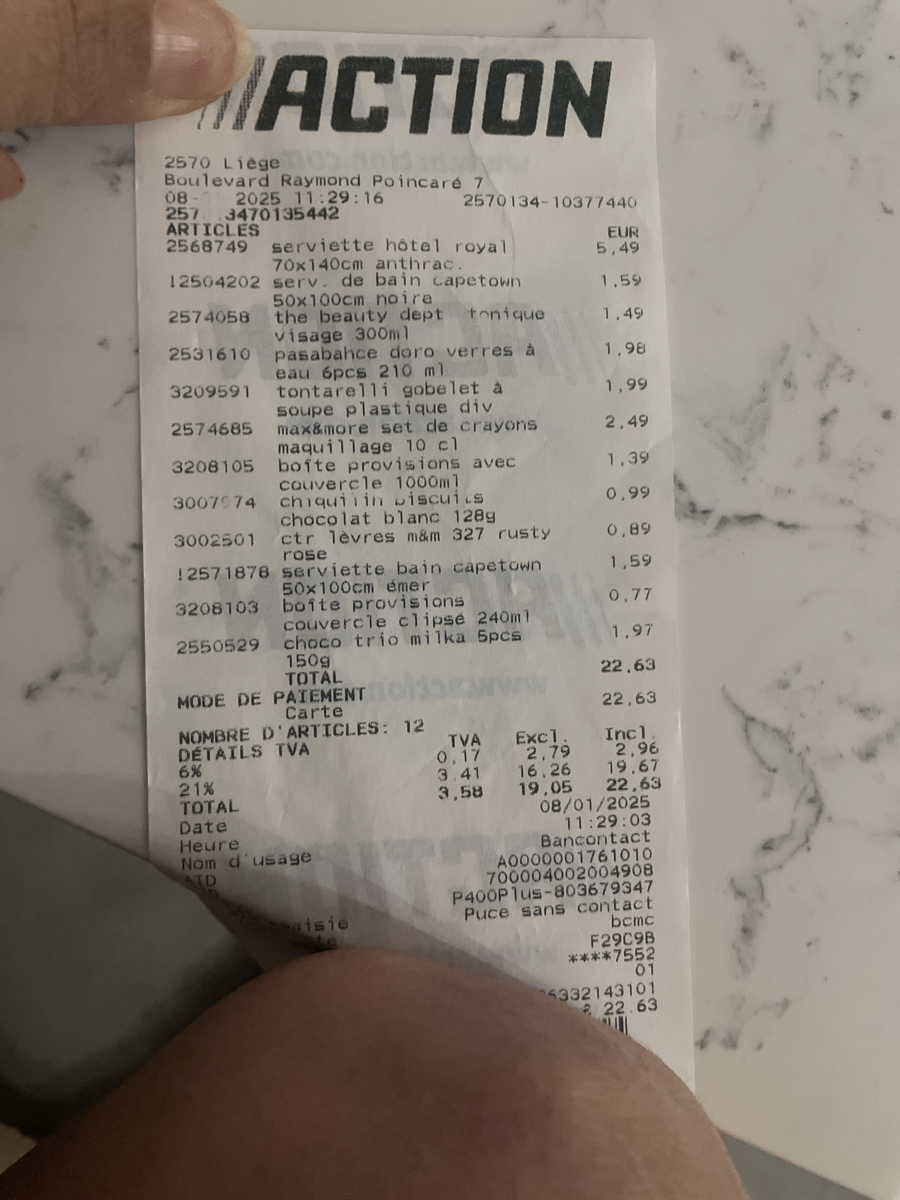 ACTION
2570 Liège
Boulevard Raymond Poincaré 7
08- 2025 11:29:16 2570134-10377440
257 3470135442
ARTICLES EUR
2568749 serviette hôtel royal 5,49
70x140cm anthrac.
!2504202 serv. de bain capetown 1,59
50x100cm noire
2574058 the beauty dept tonique 1,49
visage 300ml
2531610 pasabahce doro verres à 1,98
eau 6pcs 210 ml
3209591 tontarelli gobelet à 1,99
soupe plastique div
2574685 max&more set de crayons 2,49
maquillage 10 cl
3208105 boîte provisions avec 1,39
couvercle 1000ml
chiquilin biscuits 0,99
chocolat blanc 128g
3002501 ctr lèvres m&m 327 rusty 0,89
rose
!2571878 serviette bain capetown 1,59
50x100cm émer
3208103 boîte provisions 0,77
couvercle clipsé 240ml
2550529 choco trio milka 5pcs 1,97
150g
TOTAL 22,63
MODE DE PAIEMENT
Carte 22,63
NOMBRE D'ARTICLES: 12
DÉTAILS TVA TVA Excl. Incl.
6% 0,17 2,79 2,96
21% 3,41 16,26 19,67
TOTAL 3,58 19,05 22,63
Date 08/01/2025
Heure 11:29:03
Nom d'usage Bancontact
A0000001761010
700004002004908
P400Plus-803679347
Puce sans contact
bcmc
F29C9B
****7552
01
6332143101
22.63